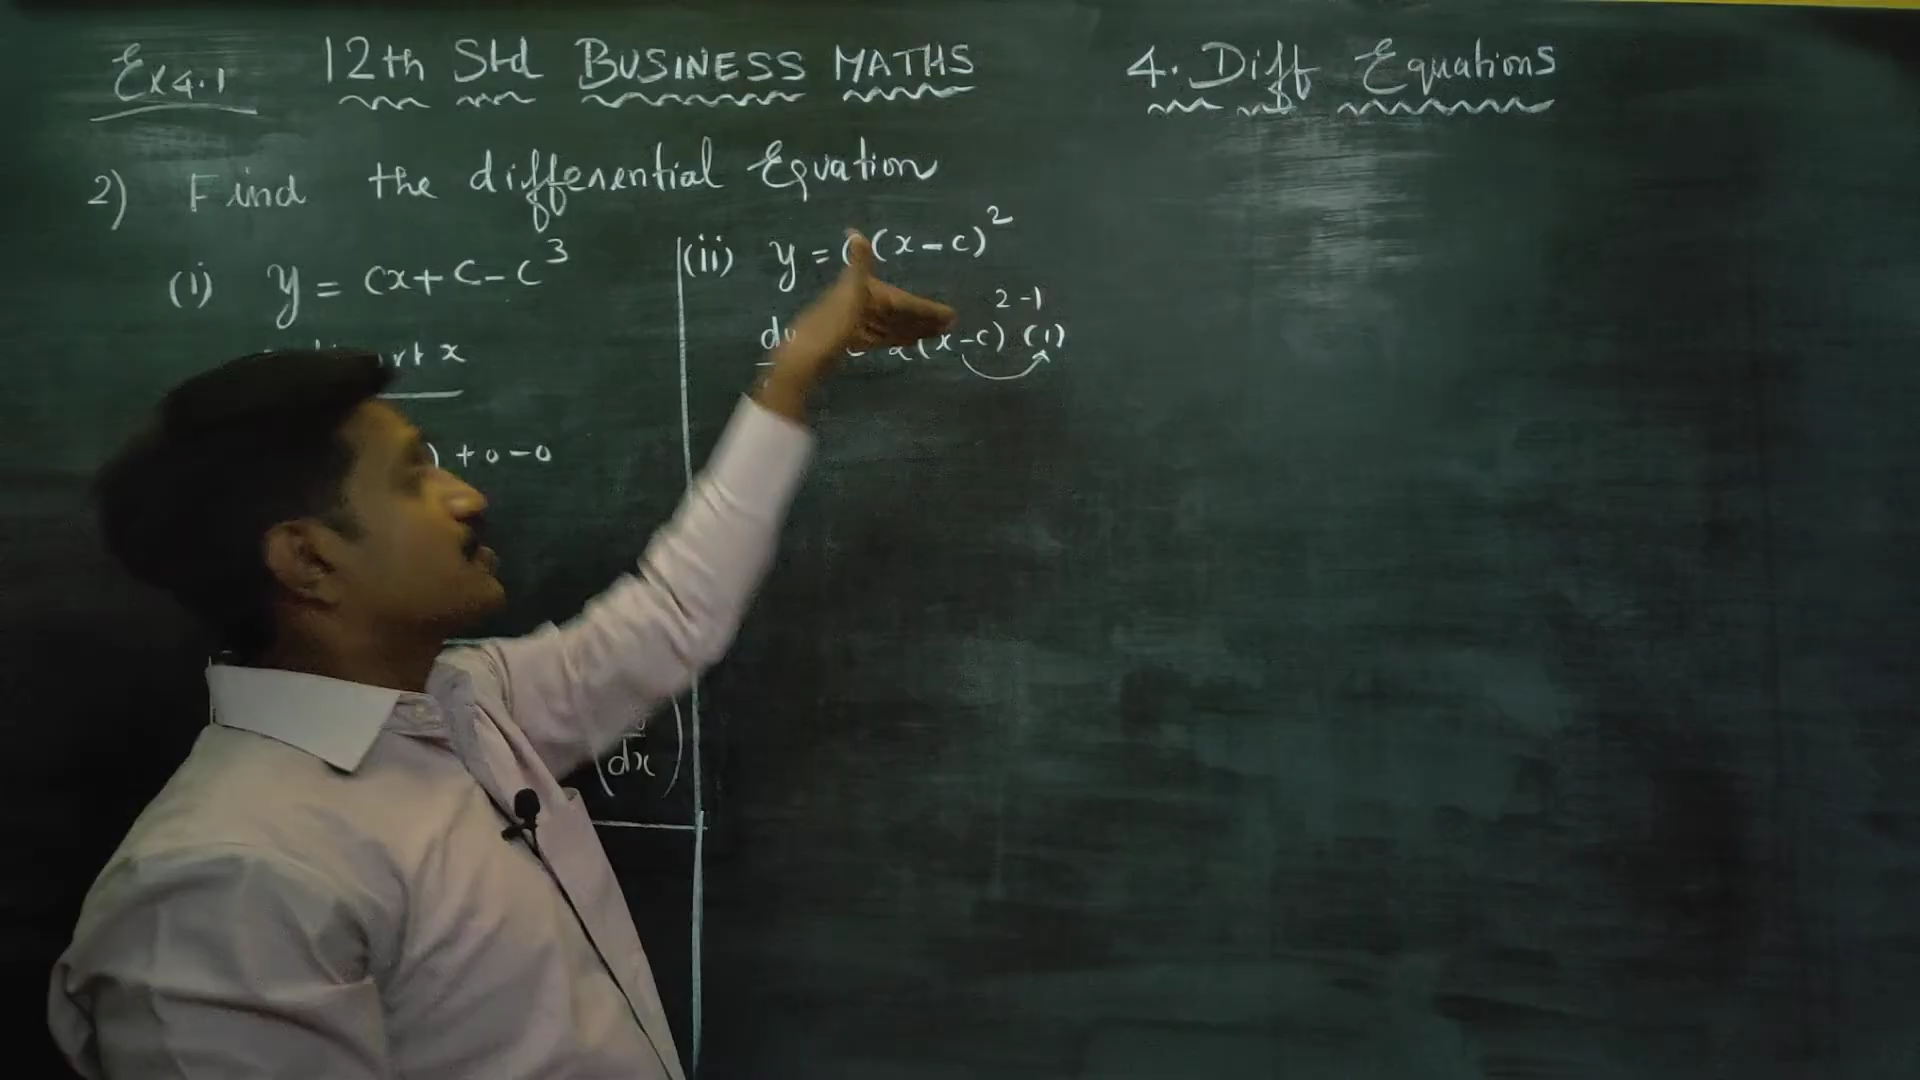 Ex 4.1 12th Std BUSINESS MATHS
4. Diff Equations
2) Find the differential Equation
(i) y = cx + c - c³
x
) + 0 - 0
dx
(ii) y = c(x-c)²
2(x-c)²⁻¹ (1)